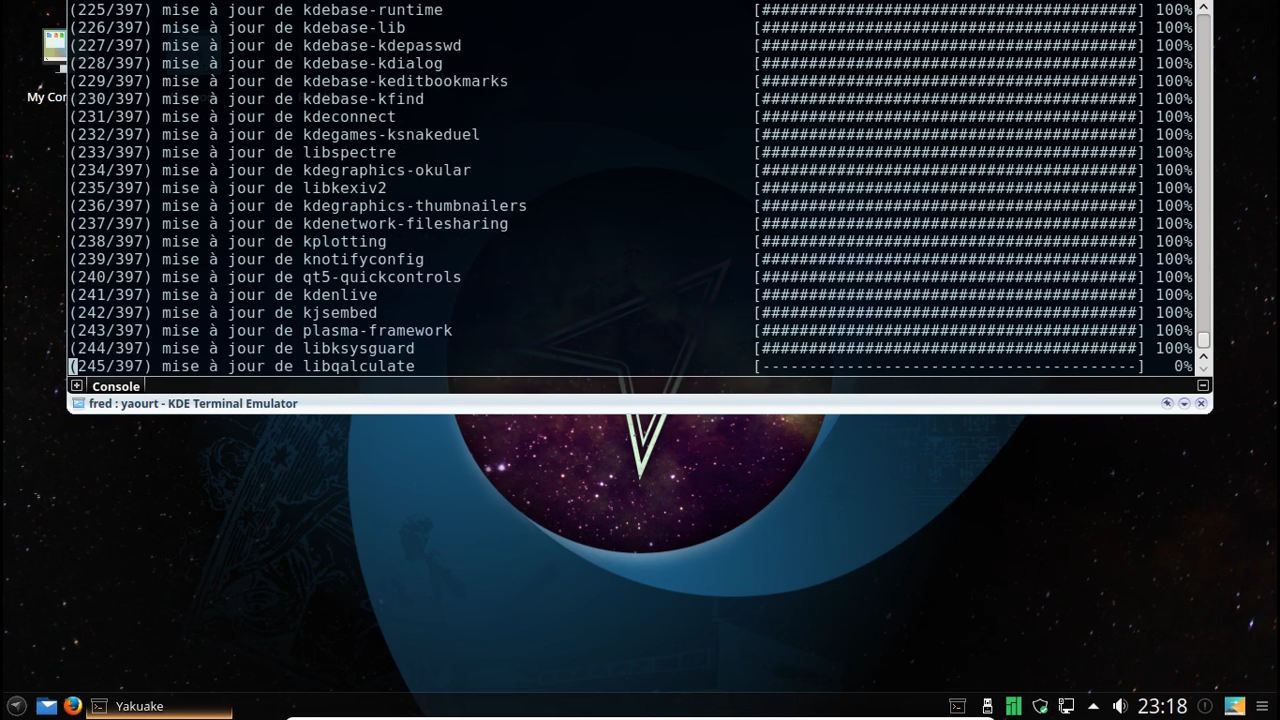 (225/397) mise à jour de kdebase-runtime [########################################] 100%
(226/397) mise à jour de kdebase-lib [########################################] 100%
(227/397) mise à jour de kdebase-kdepasswd [########################################] 100%
(228/397) mise à jour de kdebase-kdialog [########################################] 100%
(229/397) mise à jour de kdebase-keditbookmarks [########################################] 100%
(230/397) mise à jour de kdebase-kfind [########################################] 100%
(231/397) mise à jour de kdeconnect [########################################] 100%
(232/397) mise à jour de kdegames-ksnakeduel [########################################] 100%
(233/397) mise à jour de libspectre [########################################] 100%
(234/397) mise à jour de kdegraphics-okular [########################################] 100%
(235/397) mise à jour de libkexiv2 [########################################] 100%
(236/397) mise à jour de kdegraphics-thumbnailers [########################################] 100%
(237/397) mise à jour de kdenetwork-filesharing [########################################] 100%
(238/397) mise à jour de kplotting [########################################] 100%
(239/397) mise à jour de knotifyconfig [########################################] 100%
(240/397) mise à jour de qt5-quickcontrols [########################################] 100%
(241/397) mise à jour de kdenlive [########################################] 100%
(242/397) mise à jour de kjsembed [########################################] 100%
(243/397) mise à jour de plasma-framework [########################################] 100%
(244/397) mise à jour de libksysguard [########################################] 100%
(245/397) mise à jour de libqalculate [----------------------------------------] 0%
My Co
Console
fred : yaourt - KDE Terminal Emulator
Yakuake
23:18